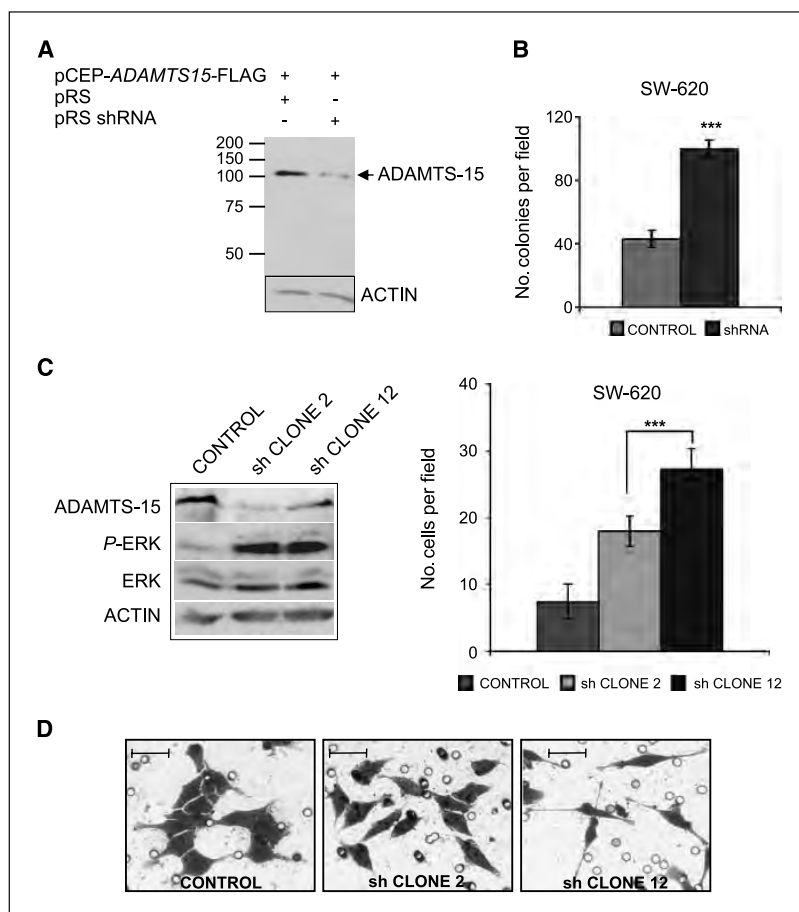 A
pCEP-ADAMTS15-FLAG + +
pRS + -
pRS shRNA - +
200
150
100
75
50
ADAMTS-15
ACTIN
B
SW-620
No. colonies per field
120
80
40
0
CONTROL shRNA
***
C
CONTROL
sh CLONE 2
sh CLONE 12
ADAMTS-15
P-ERK
ERK
ACTIN
SW-620
No. cells per field
40
30
20
10
0
***
CONTROL sh CLONE 2 sh CLONE 12
D
CONTROL
sh CLONE 2
sh CLONE 12